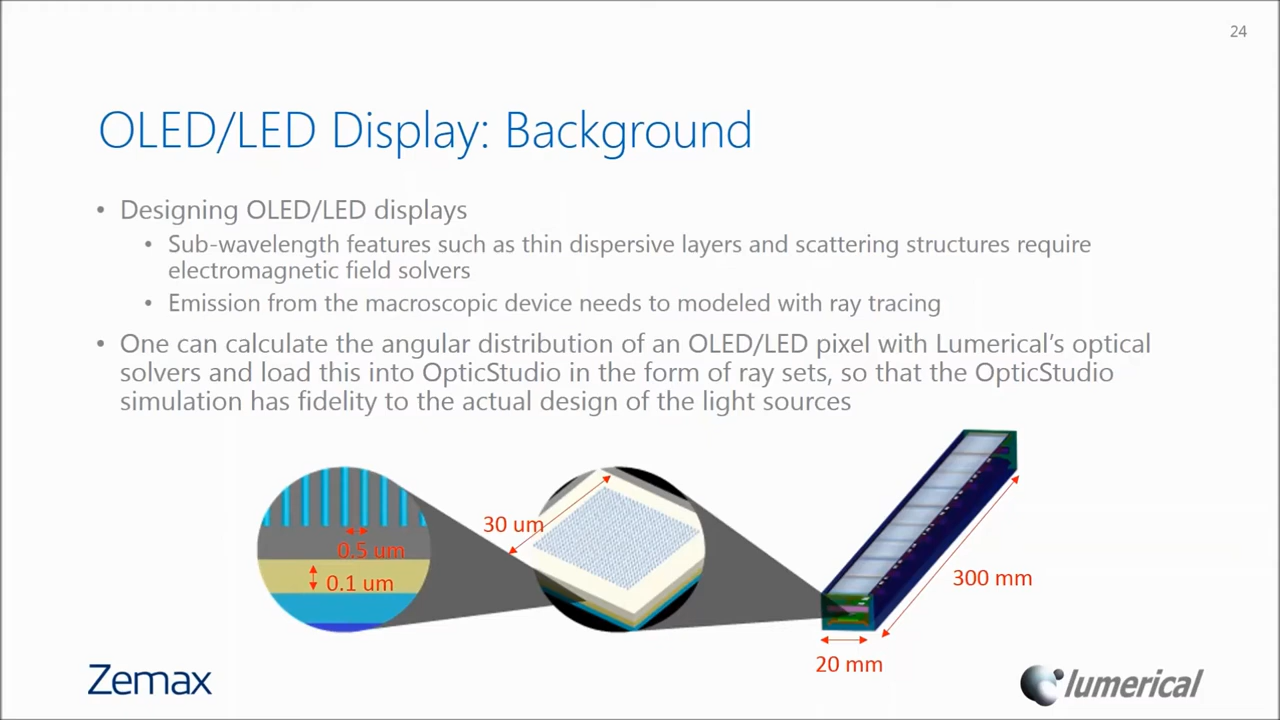 24
OLED/LED Display: Background
• Designing OLED/LED displays
• Sub-wavelength features such as thin dispersive layers and scattering structures require
electromagnetic field solvers
• Emission from the macroscopic device needs to modeled with ray tracing
• One can calculate the angular distribution of an OLED/LED pixel with Lumerical's optical
solvers and load this into OpticStudio in the form of ray sets, so that the OpticStudio
simulation has fidelity to the actual design of the light sources
30 um
0.5 um
0.1 um
300 mm
20 mm
Zemax
lumerical